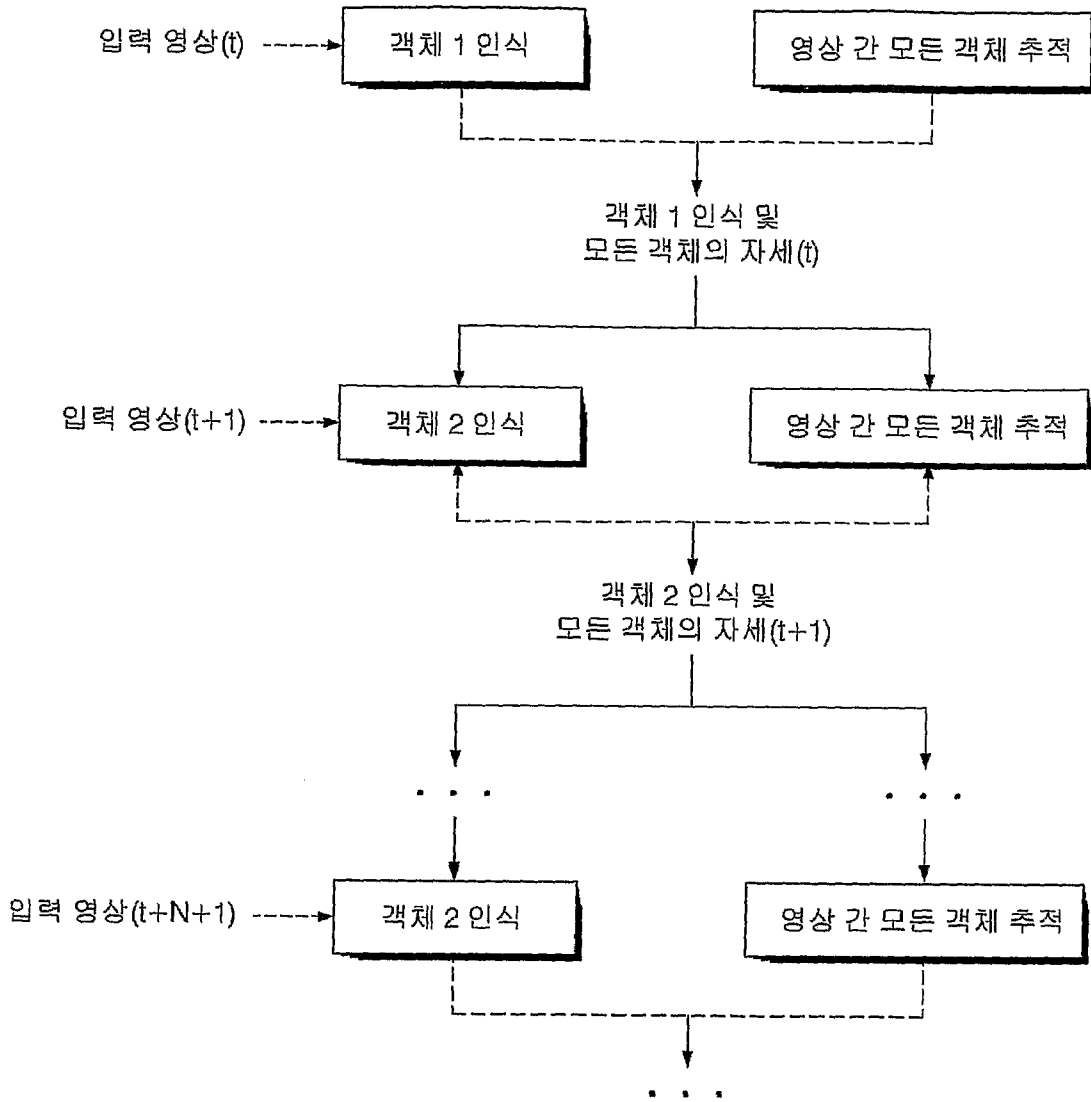 입력 영상(t)
객체 1 인식
영상 간 모든 객체 추적
객체 1 인식 및
모든 객체의 자세(t)
입력 영상(t+1)
객체 2 인식
영상 간 모든 객체 추적
객체 2 인식 및
모든 객체의 자세(t+1)
. . .
. . .
입력 영상(t+N+1)
객체 2 인식
영상 간 모든 객체 추적
. . .